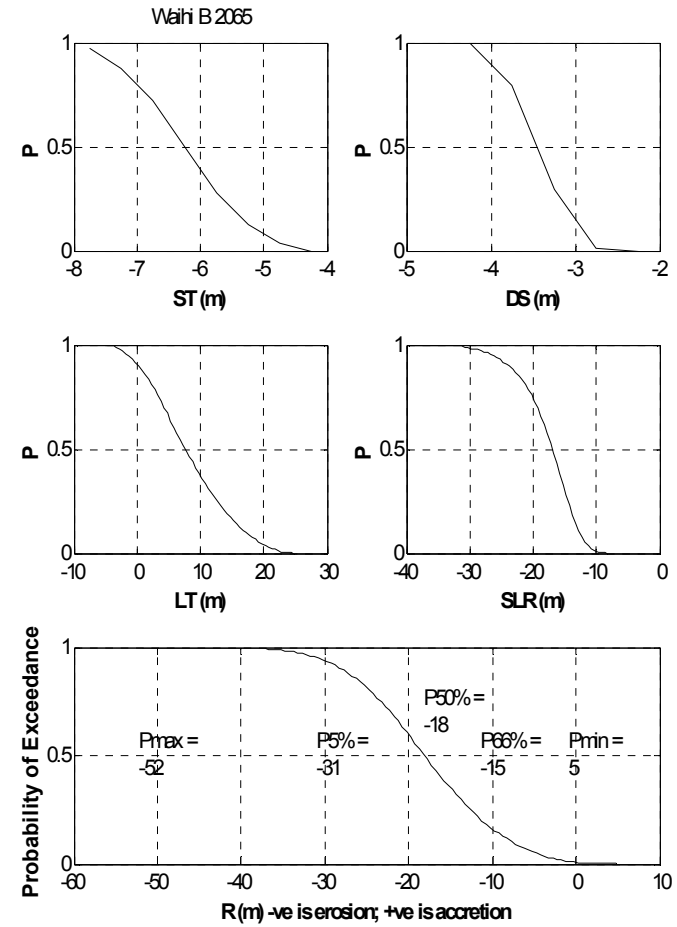 Waihi B 2065
1
0.5
0
P
-8
-7
-6
-5
-4
ST (m)
1
0.5
0
P
-5
-4
-3
-2
DS (m)
1
0.5
0
P
-10
0
10
20
30
LT (m)
1
0.5
0
P
-40
-30
-20
-10
0
SLR (m)
1
0.5
0
Probability of Exceedance
Pmax =
-52
P5% =
-31
P50% =
-18
P66% =
-15
Pmin =
5
-60
-50
-40
-30
-20
-10
0
10
R (m) -ve is erosion; +ve is accretion